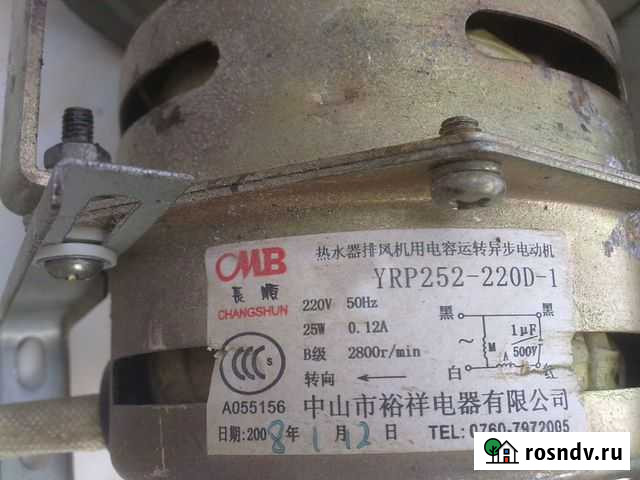 热水器排风机用电容运转异步电动机
CMB
YRP252-220D-1
長顺
CHANGSHUN
220V 50Hz
25W 0.12A
B级 2800r/min
转向
黑 黑
~ M 1μF
A 500V
白 红
CCC S
A055156
中山市裕祥电器有限公司
日期:2008年1月12日 TEL:0760-7972005
rosndv.ru